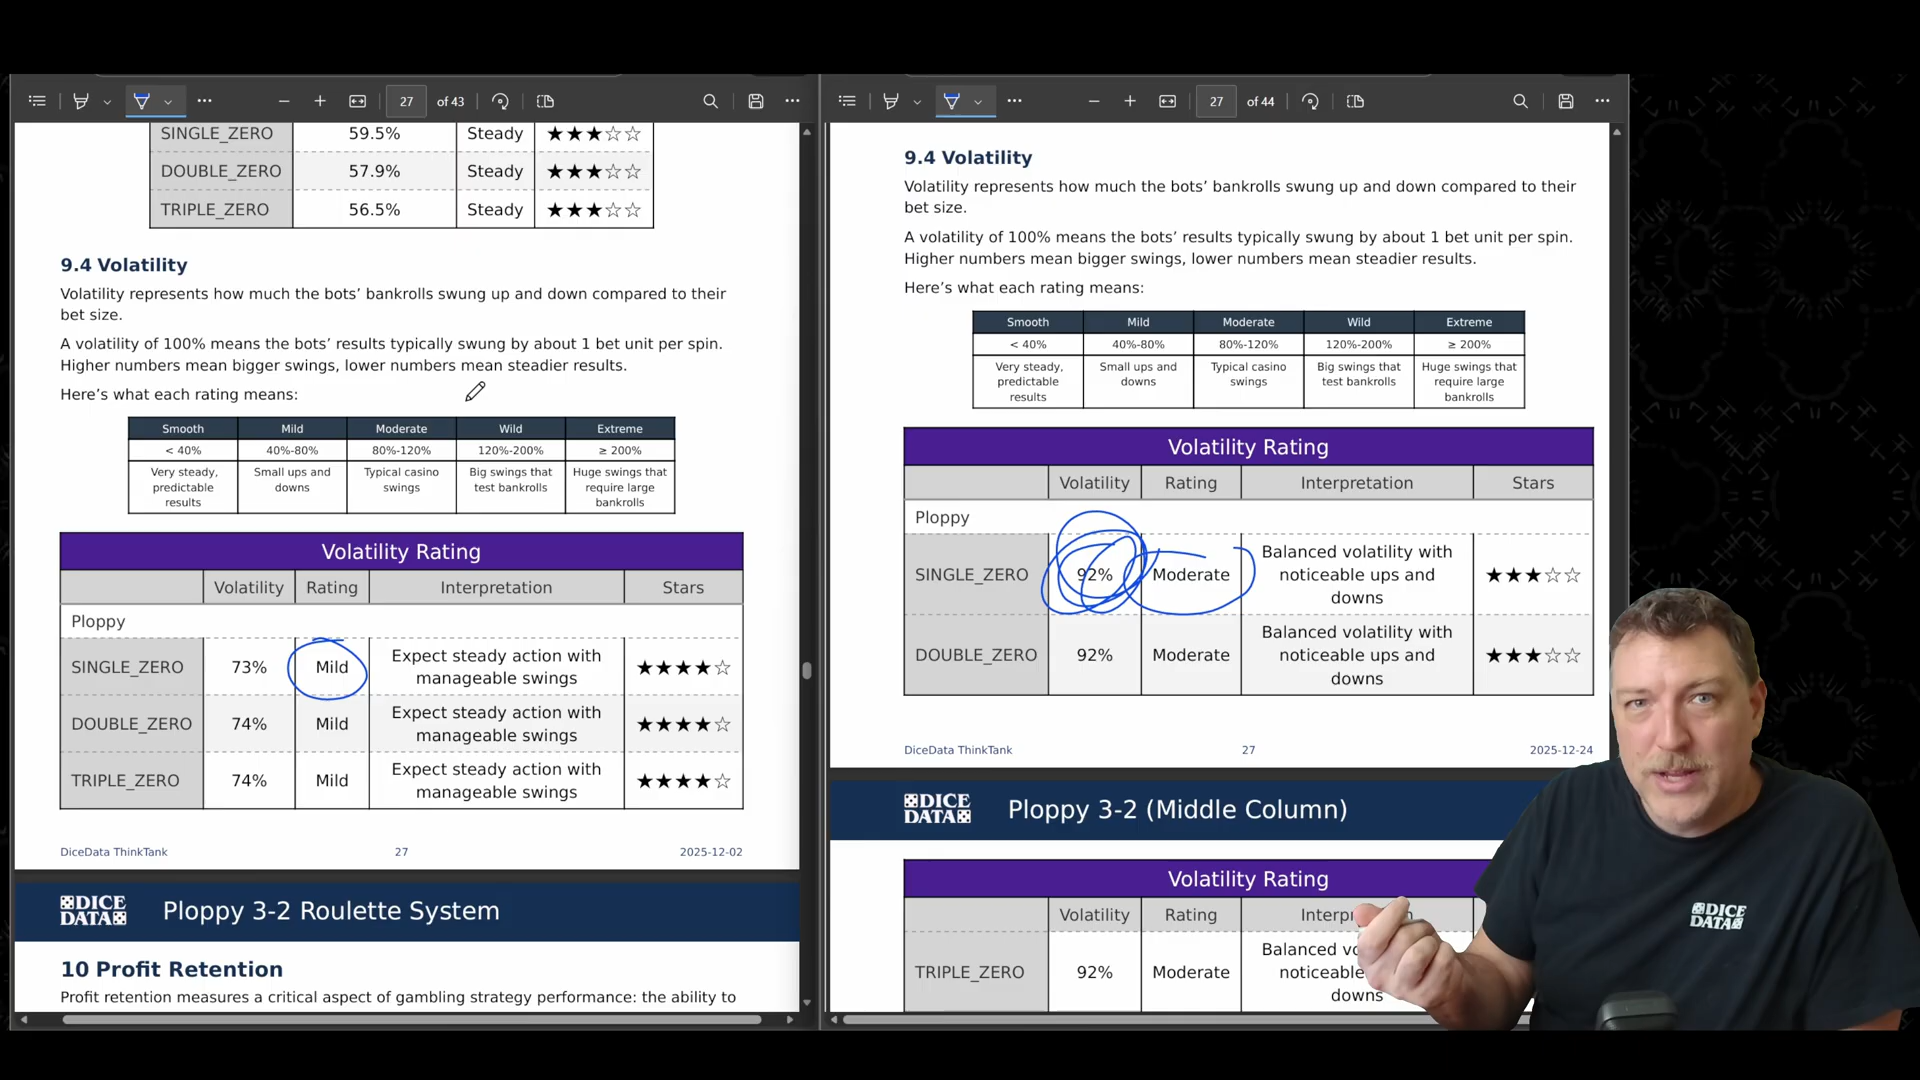 27 of 43
SINGLE_ZERO 59.5% Steady ★★★☆☆
DOUBLE_ZERO 57.9% Steady ★★★☆☆
TRIPLE_ZERO 56.5% Steady ★★★☆☆
9.4 Volatility
Volatility represents how much the bots’ bankrolls swung up and down compared to their
bet size.
A volatility of 100% means the bots’ results typically swung by about 1 bet unit per spin.
Higher numbers mean bigger swings, lower numbers mean steadier results.
Here’s what each rating means:
Smooth Mild Moderate Wild Extreme
< 40% 40%-80% 80%-120% 120%-200% ≥ 200%
Very steady, Small ups and Typical casino Big swings that Huge swings that
predictable downs swings test bankrolls require large
results bankrolls
Volatility Rating
Volatility Rating Interpretation Stars
Ploppy
SINGLE_ZERO 73% Mild Expect steady action with
manageable swings ★★★★☆
DOUBLE_ZERO 74% Mild Expect steady action with
manageable swings ★★★★☆
TRIPLE_ZERO 74% Mild Expect steady action with
manageable swings ★★★★☆
DiceData ThinkTank 27 2025-12-02
DICE
DATA
Ploppy 3-2 Roulette System
10 Profit Retention
Profit retention measures a critical aspect of gambling strategy performance: the ability to
27 of 44
9.4 Volatility
Volatility represents how much the bots’ bankrolls swung up and down compared to their
bet size.
A volatility of 100% means the bots’ results typically swung by about 1 bet unit per spin.
Higher numbers mean bigger swings, lower numbers mean steadier results.
Here’s what each rating means:
Smooth Mild Moderate Wild Extreme
< 40% 40%-80% 80%-120% 120%-200% ≥ 200%
Very steady, Small ups and Typical casino Big swings that Huge swings that
predictable downs swings test bankrolls require large
results bankrolls
Volatility Rating
Volatility Rating Interpretation Stars
Ploppy
SINGLE_ZERO 92% Moderate Balanced volatility with
noticeable ups and
downs ★★★☆☆
DOUBLE_ZERO 92% Moderate Balanced volatility with
noticeable ups and
downs ★★★☆☆
DiceData ThinkTank 27 2025-12-24
DICE
DATA
Ploppy 3-2 (Middle Column)
Volatility Rating
Volatility Rating
TRIPLE_ZERO 92% Moderate Balanced
noticeable
downs
DICE
DATA